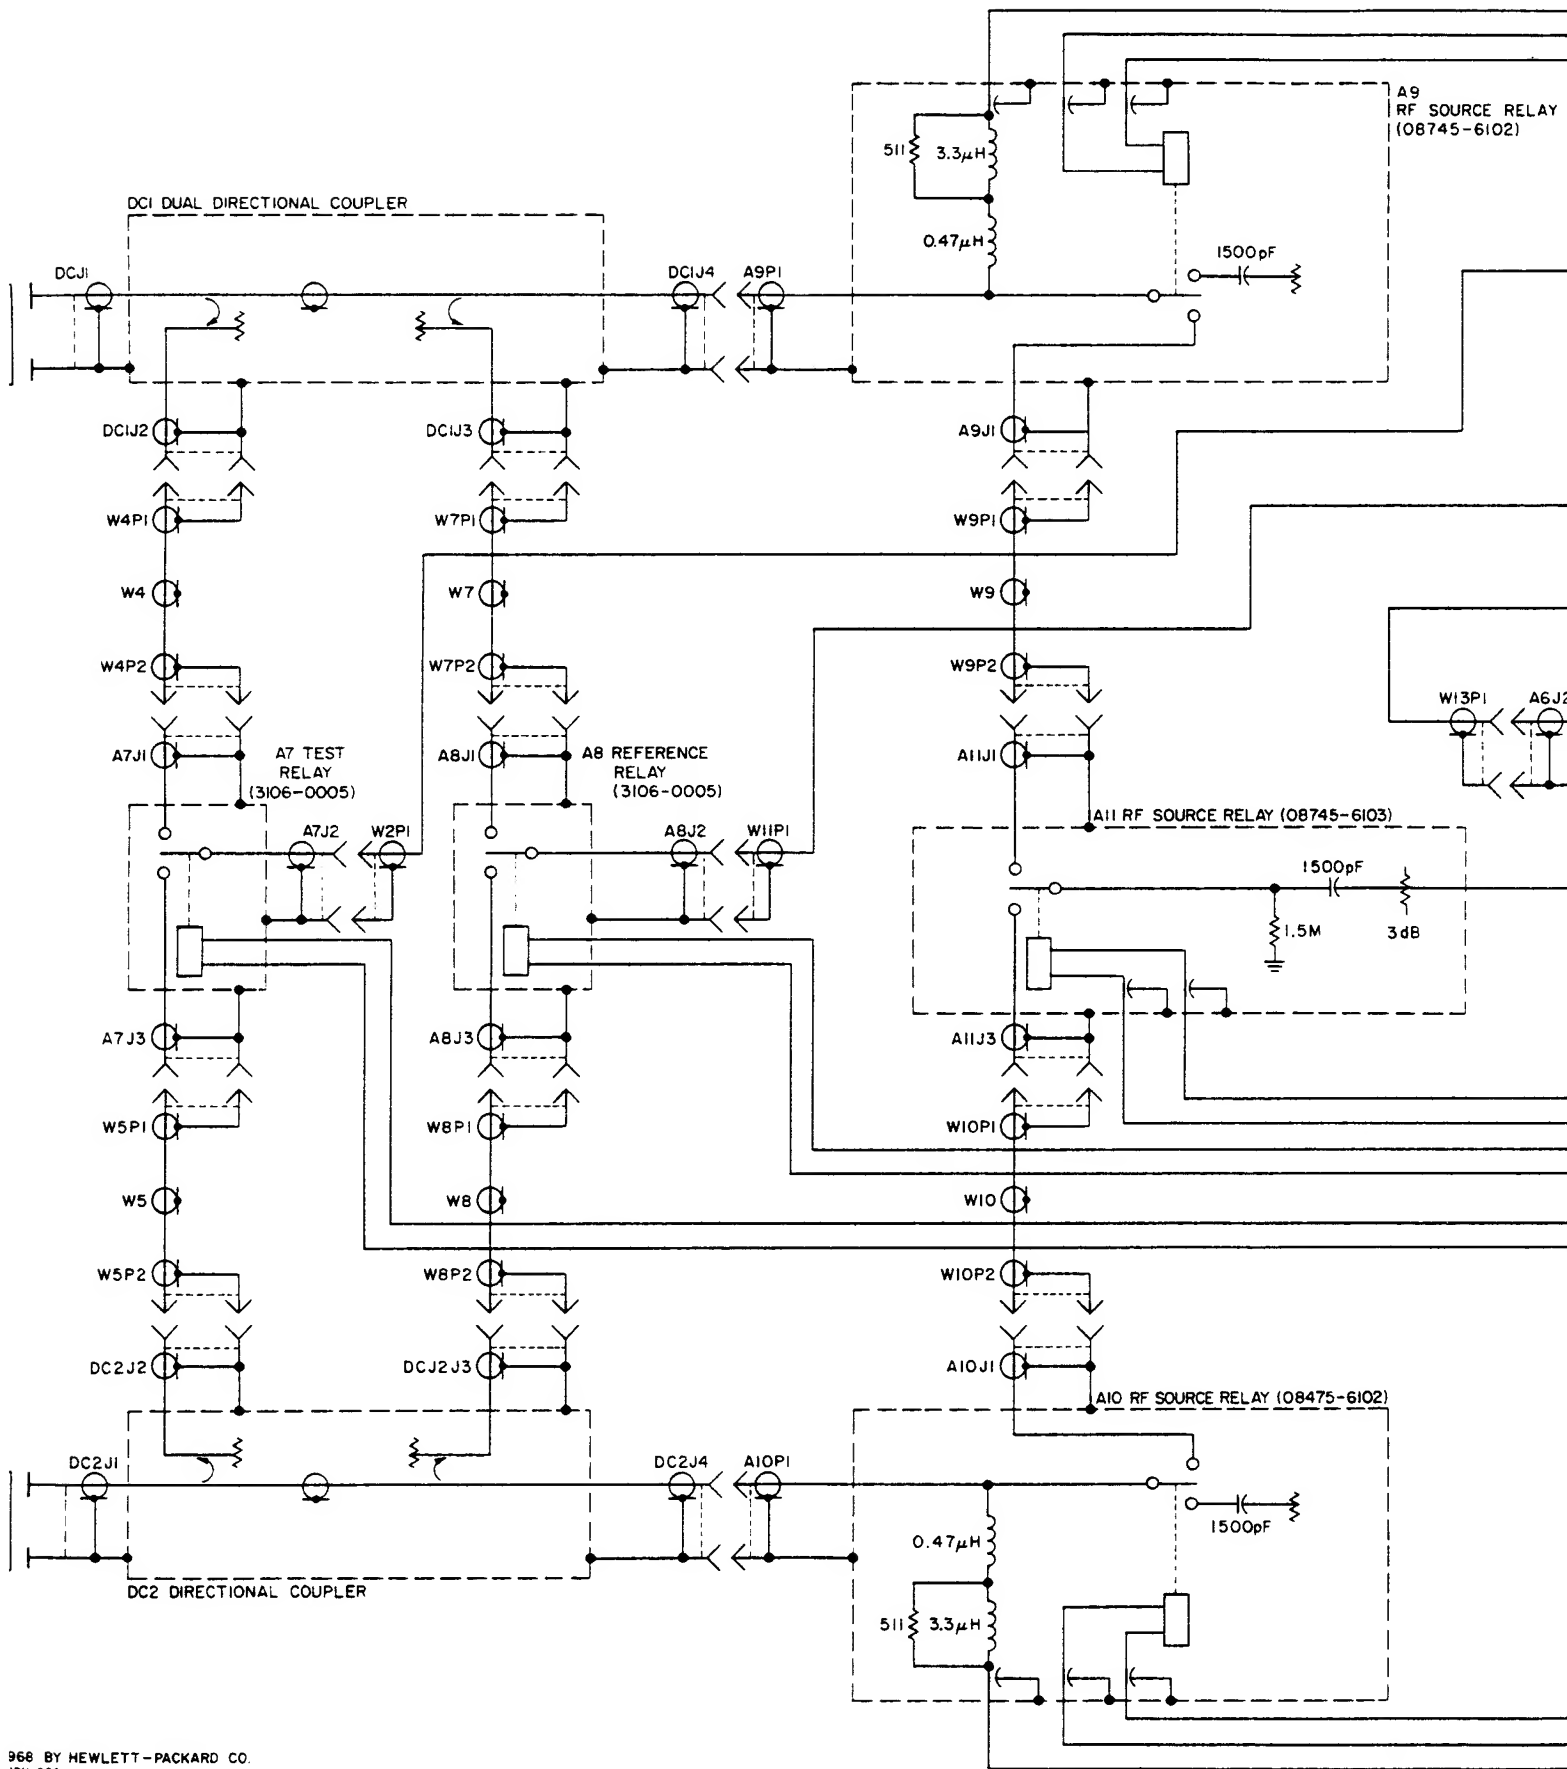 A9
RF SOURCE RELAY
(08745-6102)
511
3.3μH
0.47μH
1500pF
DC1 DUAL DIRECTIONAL COUPLER
DCJ1
DC1J4
A9P1
DC1J2
DC1J3
A9J1
W4P1
W7P1
W9P1
W4
W7
W9
W4P2
W7P2
W9P2
W13P1
A6J2
A7J1
A7 TEST
RELAY
(3106-0005)
A8J1
A8 REFERENCE
RELAY
(3106-0005)
A11J1
A11 RF SOURCE RELAY (08745-6103)
A7J2
W2P1
A8J2
W11P1
1500pF
1.5M
3dB
A7J3
A8J3
A11J3
W5P1
W8P1
W10P1
W5
W8
W10
W5P2
W8P2
W10P2
DC2J2
DCJ2J3
A10J1
A10 RF SOURCE RELAY (08475-6102)
DC2J1
DC2J4
A10P1
1500pF
0.47μH
511
3.3μH
DC2 DIRECTIONAL COUPLER
968 BY HEWLETT-PACKARD CO.